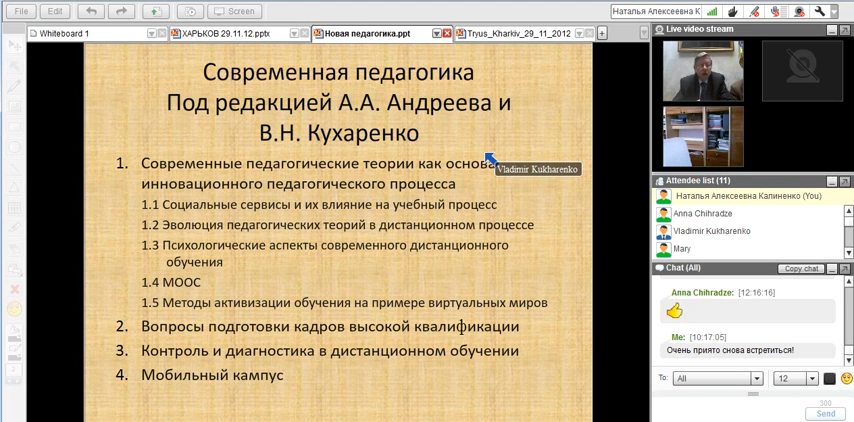 File
Edit
Screen
Наталья Алексеевна К
Whiteboard 1
ХАРЬКОВ 29.11.12.pptx
Новая педагогика.ppt
Tryus_Kharkiv_29_11_2012
Современная педагогика
Под редакцией А.А. Андреева и
В.Н. Кухаренко
1. Современные педагогические теории как основа
инновационного педагогического процесса
1.1 Социальные сервисы и их влияние на учебный процесс
1.2 Эволюция педагогических теорий в дистанционном процессе
1.3 Психологические аспекты современного дистанционного
обучения
1.4 МООС
1.5 Методы активизации обучения на примере виртуальных миров
2. Вопросы подготовки кадров высокой квалификации
3. Контроль и диагностика в дистанционном обучении
4. Мобильный кампус
Vladimir Kukharenko
Live video stream
Attendee list (11)
Наталья Алексеевна Калиненко (You)
Anna Chihradze
Vladimir Kukharenko
Mary
Chat (All)
Copy chat
Anna Chihradze: [12:16:16]
Me: [10:17:05]
Очень приято снова встретиться!
To:
All
12
300
Send